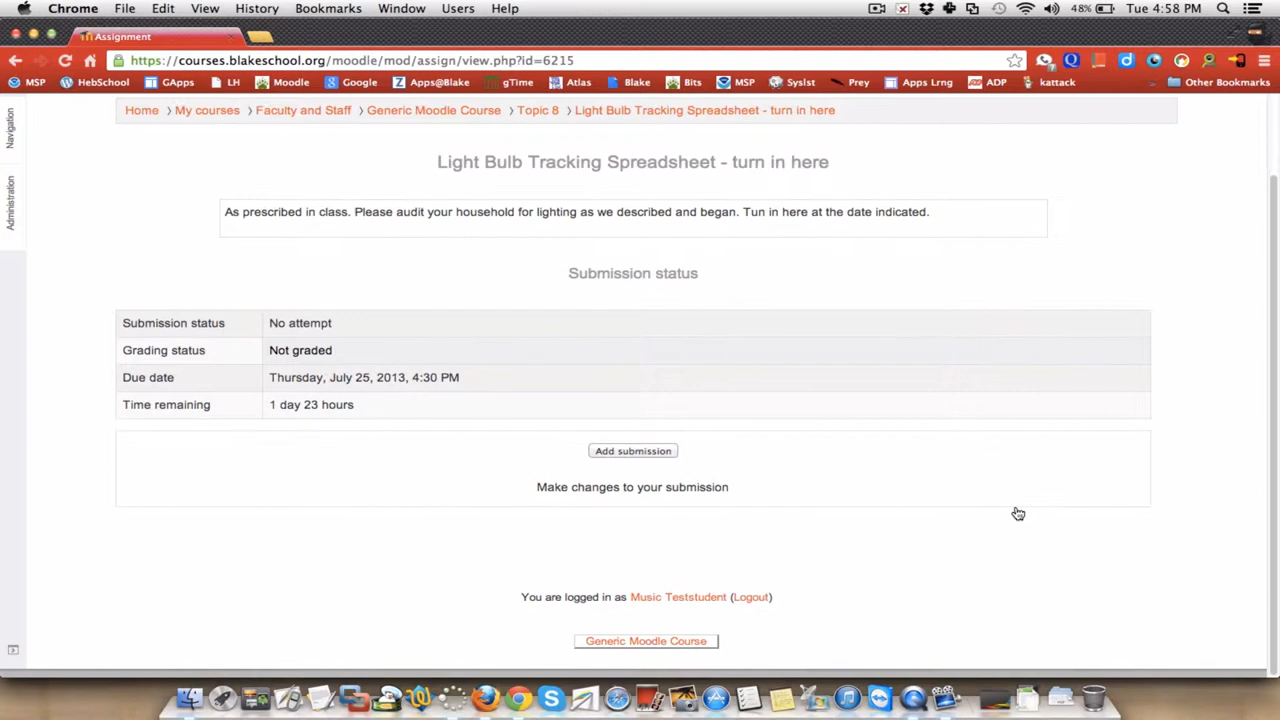 Chrome File Edit View History Bookmarks Window Users Help 48% Tue 4:58 PM
Assignment
https://courses.blakeschool.org/moodle/mod/assign/view.php?id=6215
MSP HebSchool GApps LH Moodle Google Apps@Blake gTime Atlas Blake Bits MSP SysIst Prey Apps Lrng ADP kattack Other Bookmarks
Navigation
Administration
Home My courses Faculty and Staff Generic Moodle Course Topic 8 Light Bulb Tracking Spreadsheet - turn in here
Light Bulb Tracking Spreadsheet - turn in here
As prescribed in class. Please audit your household for lighting as we described and began. Tun in here at the date indicated.
Submission status
Submission status No attempt
Grading status Not graded
Due date Thursday, July 25, 2013, 4:30 PM
Time remaining 1 day 23 hours
Add submission
Make changes to your submission
You are logged in as Music Teststudent (Logout)
Generic Moodle Course